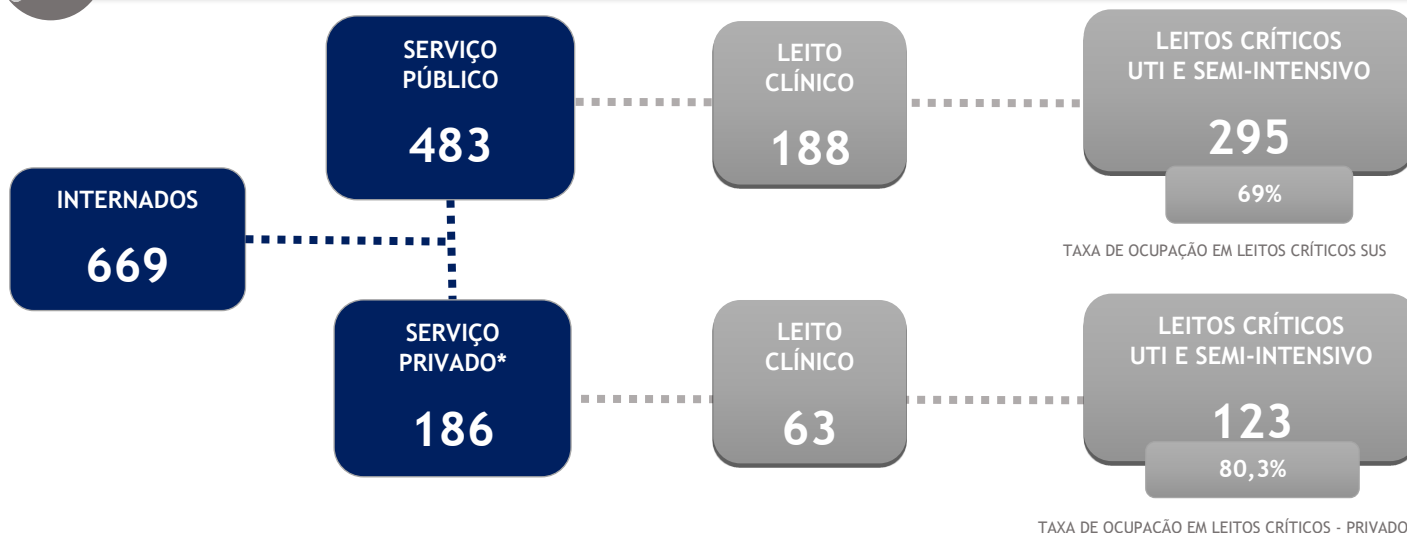 SERVIÇO
PÚBLICO
483
LEITO
CLÍNICO
188
LEITOS CRÍTICOS
UTI E SEMI-INTENSIVO
295
69%
TAXA DE OCUPAÇÃO EM LEITOS CRÍTICOS SUS
INTERNADOS
669
SERVIÇO
PRIVADO*
186
LEITO
CLÍNICO
63
LEITOS CRÍTICOS
UTI E SEMI-INTENSIVO
123
80,3%
TAXA DE OCUPAÇÃO EM LEITOS CRÍTICOS - PRIVADO